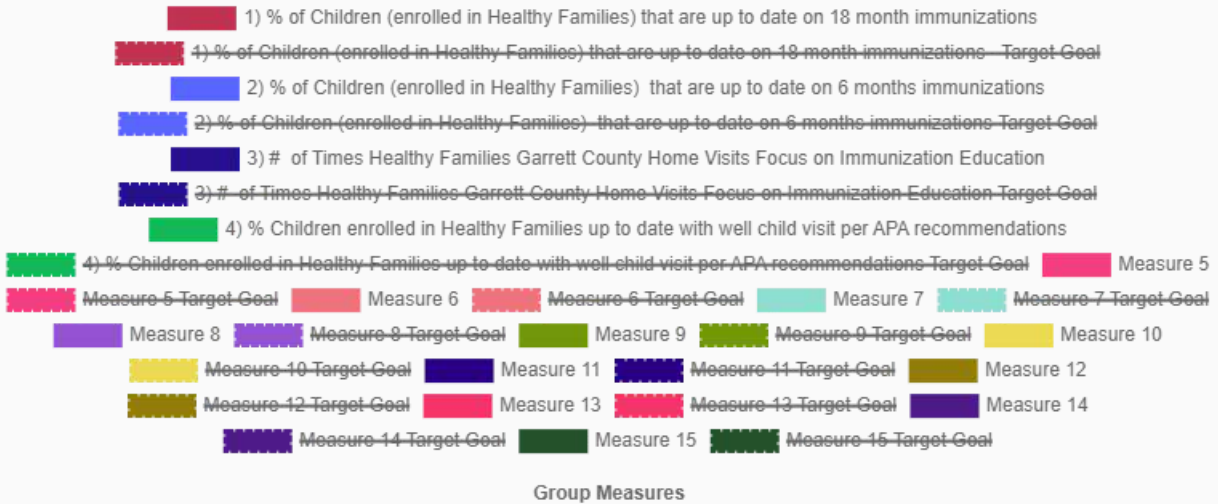 1) % of Children (enrolled in Healthy Families) that are up to date on 18 month immunizations
1) % of Children (enrolled in Healthy Families) that are up to date on 18 month immunizations  Target Goal
2) % of Children (enrolled in Healthy Families)  that are up to date on 6 months immunizations
2) % of Children (enrolled in Healthy Families)  that are up to date on 6 months immunizations Target Goal
3) #  of Times Healthy Families Garrett County Home Visits Focus on Immunization Education
3) #  of Times Healthy Families Garrett County Home Visits Focus on Immunization Education Target Goal
4) % Children enrolled in Healthy Families up to date with well child visit per APA recommendations
4) % Children enrolled in Healthy Families up to date with well child visit per APA recommendations Target Goal Measure 5
Measure 5 Target Goal Measure 6 Measure 6 Target Goal Measure 7 Measure 7 Target Goal
Measure 8 Measure 8 Target Goal Measure 9 Measure 9 Target Goal Measure 10
Measure 10 Target Goal Measure 11 Measure 11 Target Goal Measure 12
Measure 12 Target Goal Measure 13 Measure 13 Target Goal Measure 14
Measure 14 Target Goal Measure 15 Measure 15 Target Goal
Group Measures